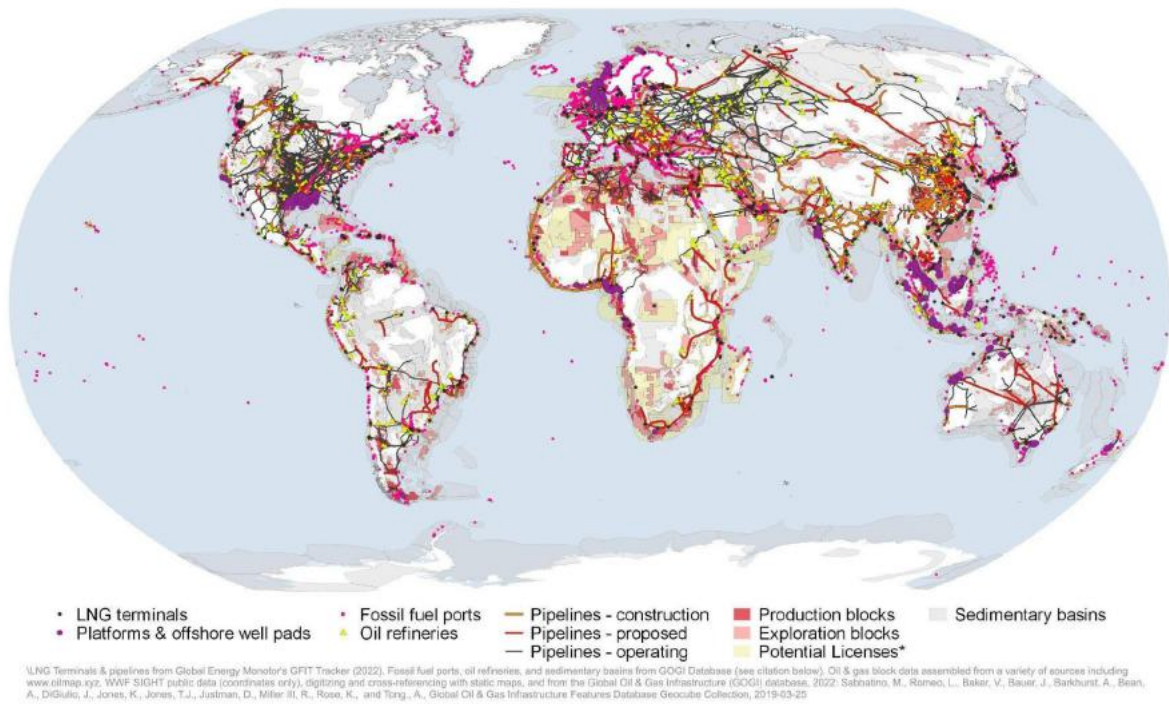 LNG terminals
Platforms & offshore well pads
Fossil fuel ports
Oil refineries
Pipelines - construction
Pipelines - proposed
Pipelines - operating
Production blocks
Exploration blocks
Potential Licenses*
Sedimentary basins
\LNG Terminals & pipelines from Global Energy Monotor's GFIT Tracker (2022). Fossil fuel ports, oil refineries, and sedimentary basins from GOGI Database (see citation below). Oil & gas block data assembled from a variety of sources including
www.oilmap.xyz, WWF SIGHT public data (coordinates only), digitizing and cross-referencing with static maps, and from the Global Oil & Gas Infrastructure (GOGI) database, 2022: Sabbatino, M., Romeo, L., Baker, V., Bauer, J., Barkhurst, A., Bean,
A., DiGiulio, J., Jones, K., Jones, T.J., Justman, D., Miller III, R., Rose, K., and Tong., A., Global Oil & Gas Infrastructure Features Database Geocube Collection, 2019-03-25